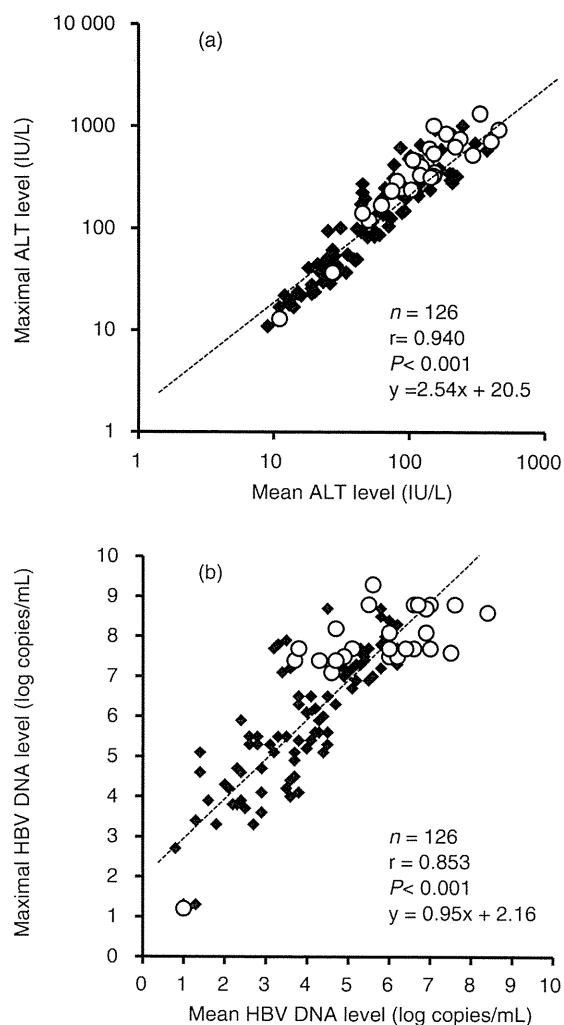 (a)
Maximal ALT level (IU/L)
10 000
1000
100
10
1
n = 126
r= 0.940
P< 0.001
y =2.54x + 20.5
1 10 100 1000
Mean ALT level (IU/L)
(b)
Maximal HBV DNA level (log copies/mL)
10
9
8
7
6
5
4
3
2
1
0
n = 126
r = 0.853
P< 0.001
y = 0.95x + 2.16
0 1 2 3 4 5 6 7 8 9 10
Mean HBV DNA level (log copies/mL)